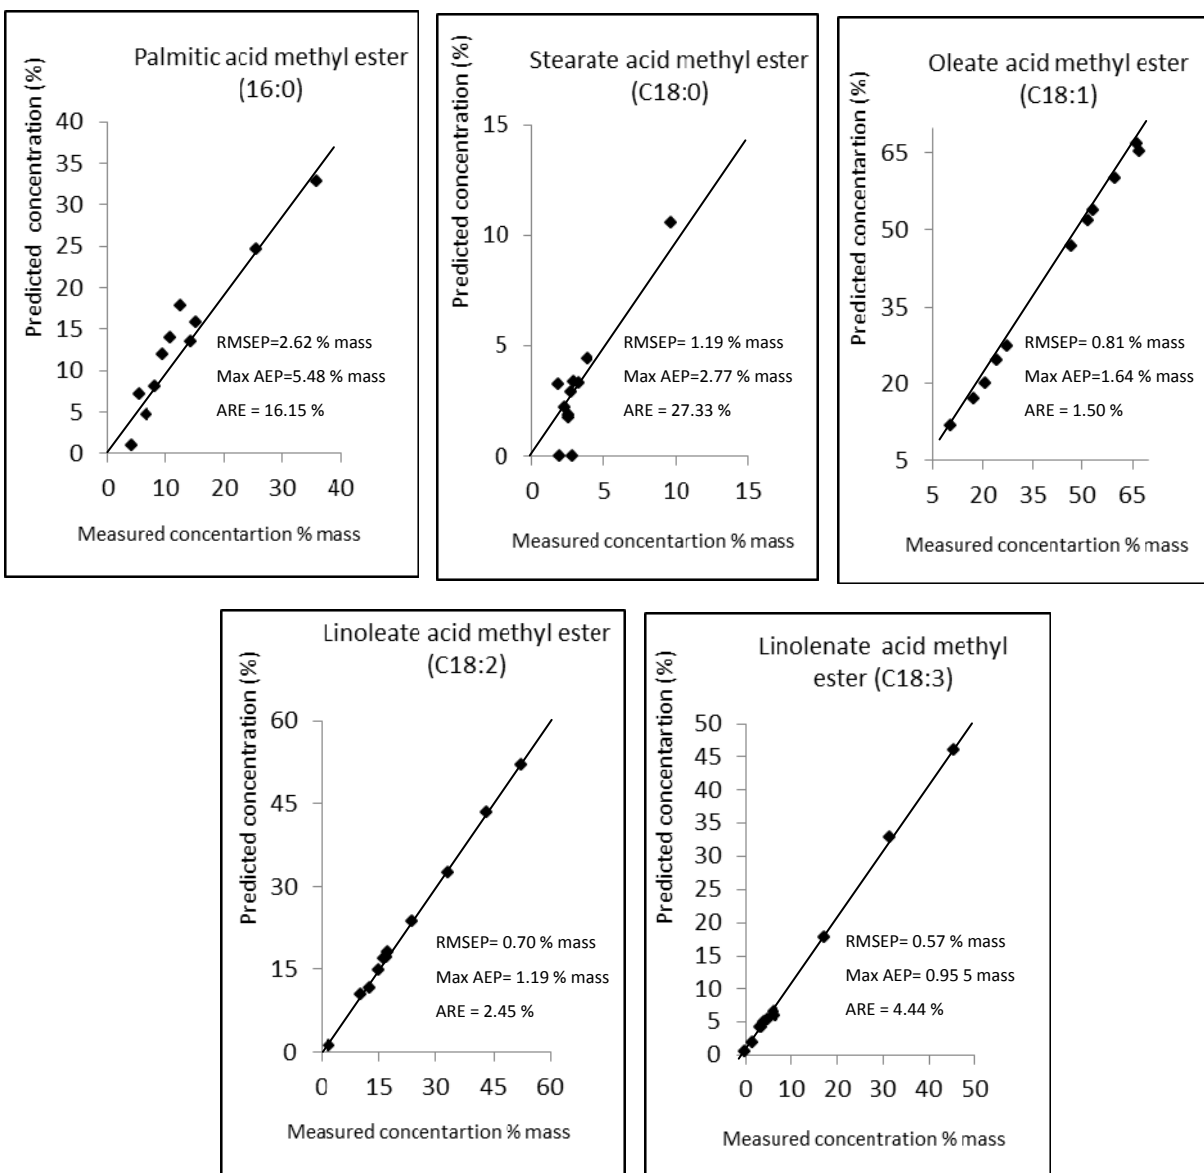 Palmitic acid methyl ester
(16:0)
Predicted concentration (%)
40
35
30
25
20
15
10
5
0
RMSEP=2.62 % mass
Max AEP=5.48 % mass
ARE = 16.15 %
0 10 20 30 40
Measured concentartion % mass
Stearate acid methyl ester
(C18:0)
Predicted concentration (%)
15
10
5
0
RMSEP= 1.19 % mass
Max AEP=2.77 % mass
ARE = 27.33 %
0 5 10 15
Measured concentartion % mass
Oleate acid methyl ester
(C18:1)
Predicted concentartion (%)
65
50
35
20
5
RMSEP= 0.81 % mass
Max AEP=1.64 % mass
ARE = 1.50 %
5 20 35 50 65
Measured concentartion % mass
Linoleate acid methyl ester
(C18:2)
Predicted concentration (%)
60
45
30
15
0
RMSEP= 0.70 % mass
Max AEP= 1.19 % mass
ARE = 2.45 %
0 15 30 45 60
Measured concentartion % mass
Linolenate acid methyl
ester (C18:3)
Predicted concentartion (%)
50
45
40
35
30
25
20
15
10
5
0
RMSEP= 0.57 % mass
Max AEP= 0.95 5 mass
ARE = 4.44 %
0 10 20 30 40 50
Measured concentration % mass